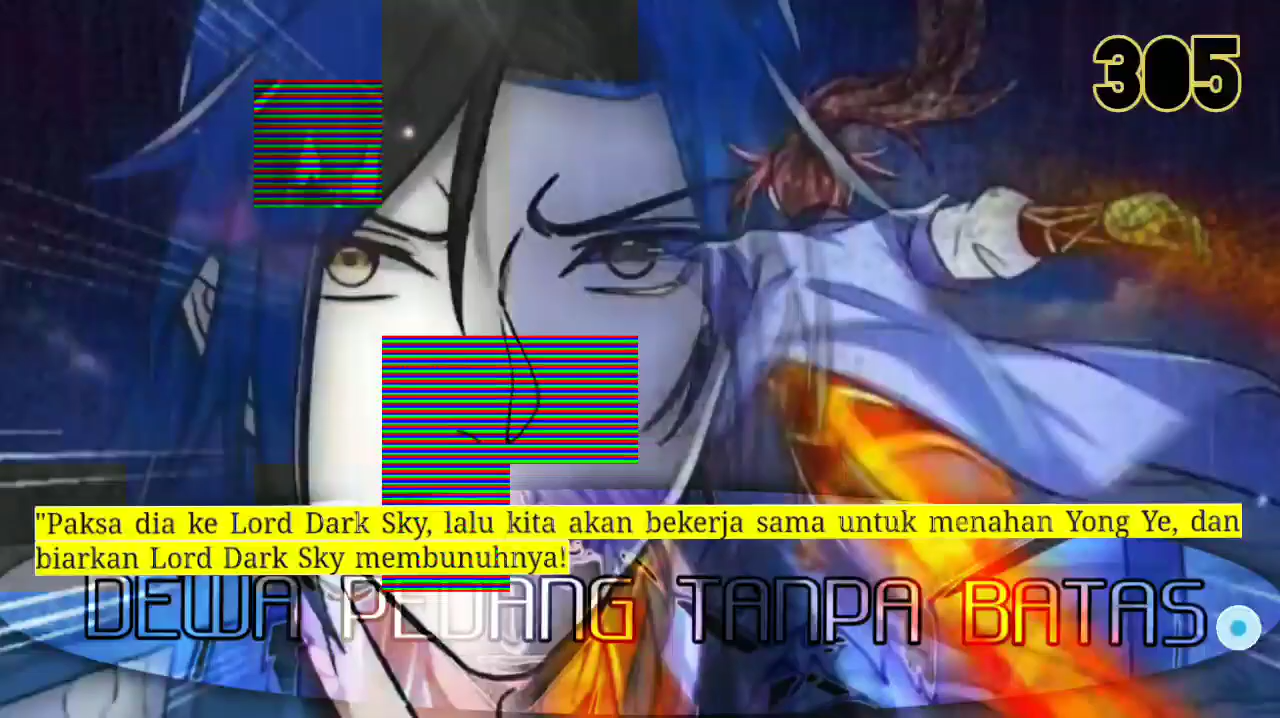 305
"Paksa dia ke Lord Dark Sky, lalu kita akan bekerja sama untuk menahan Yong Ye, dan
biarkan Lord Dark Sky membunuhnya!
DEWA PEDANG TANPA BATAS